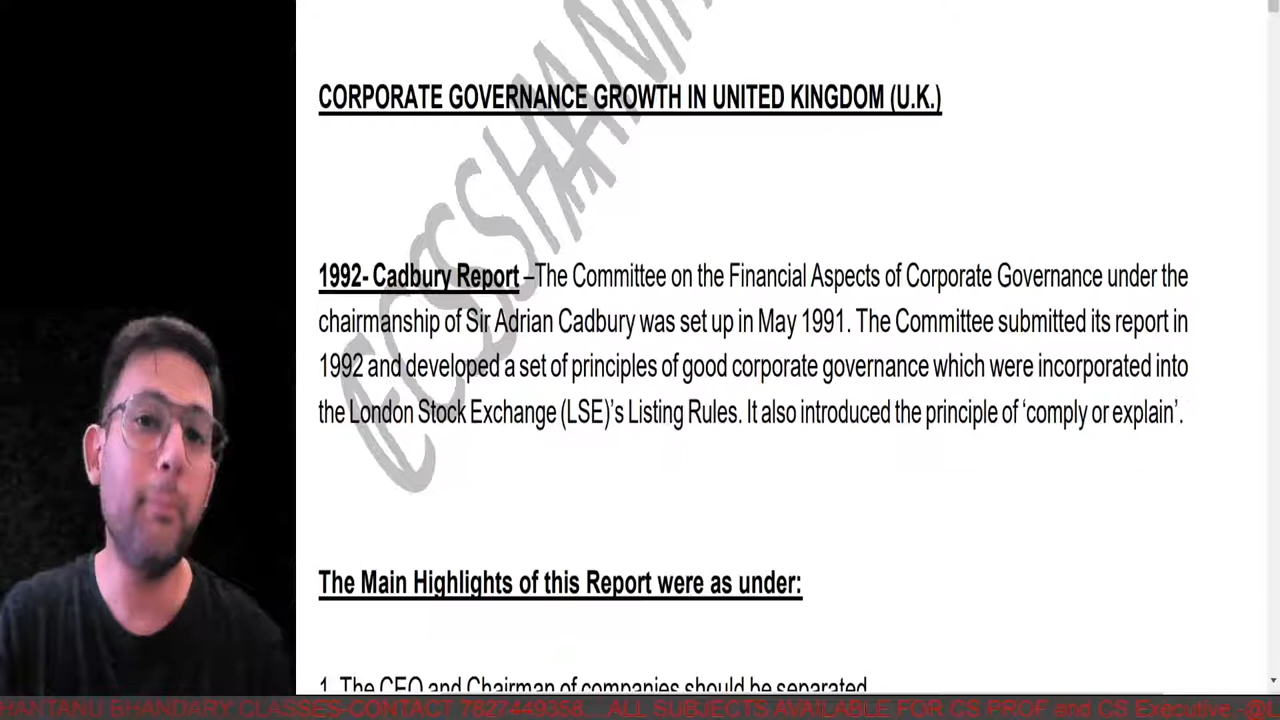 CORPORATE GOVERNANCE GROWTH IN UNITED KINGDOM (U.K.)
1992- Cadbury Report –The Committee on the Financial Aspects of Corporate Governance under the
chairmanship of Sir Adrian Cadbury was set up in May 1991. The Committee submitted its report in
1992 and developed a set of principles of good corporate governance which were incorporated into
the London Stock Exchange (LSE)'s Listing Rules. It also introduced the principle of 'comply or explain'.
The Main Highlights of this Report were as under:
1. The CEO and Chairman of companies should be separated
HANTANU BHANDARY CLASSES-CONTACT 7827449358... ALL SUBJECTS AVAILABLE FOR CS PROF and CS Executive -@L